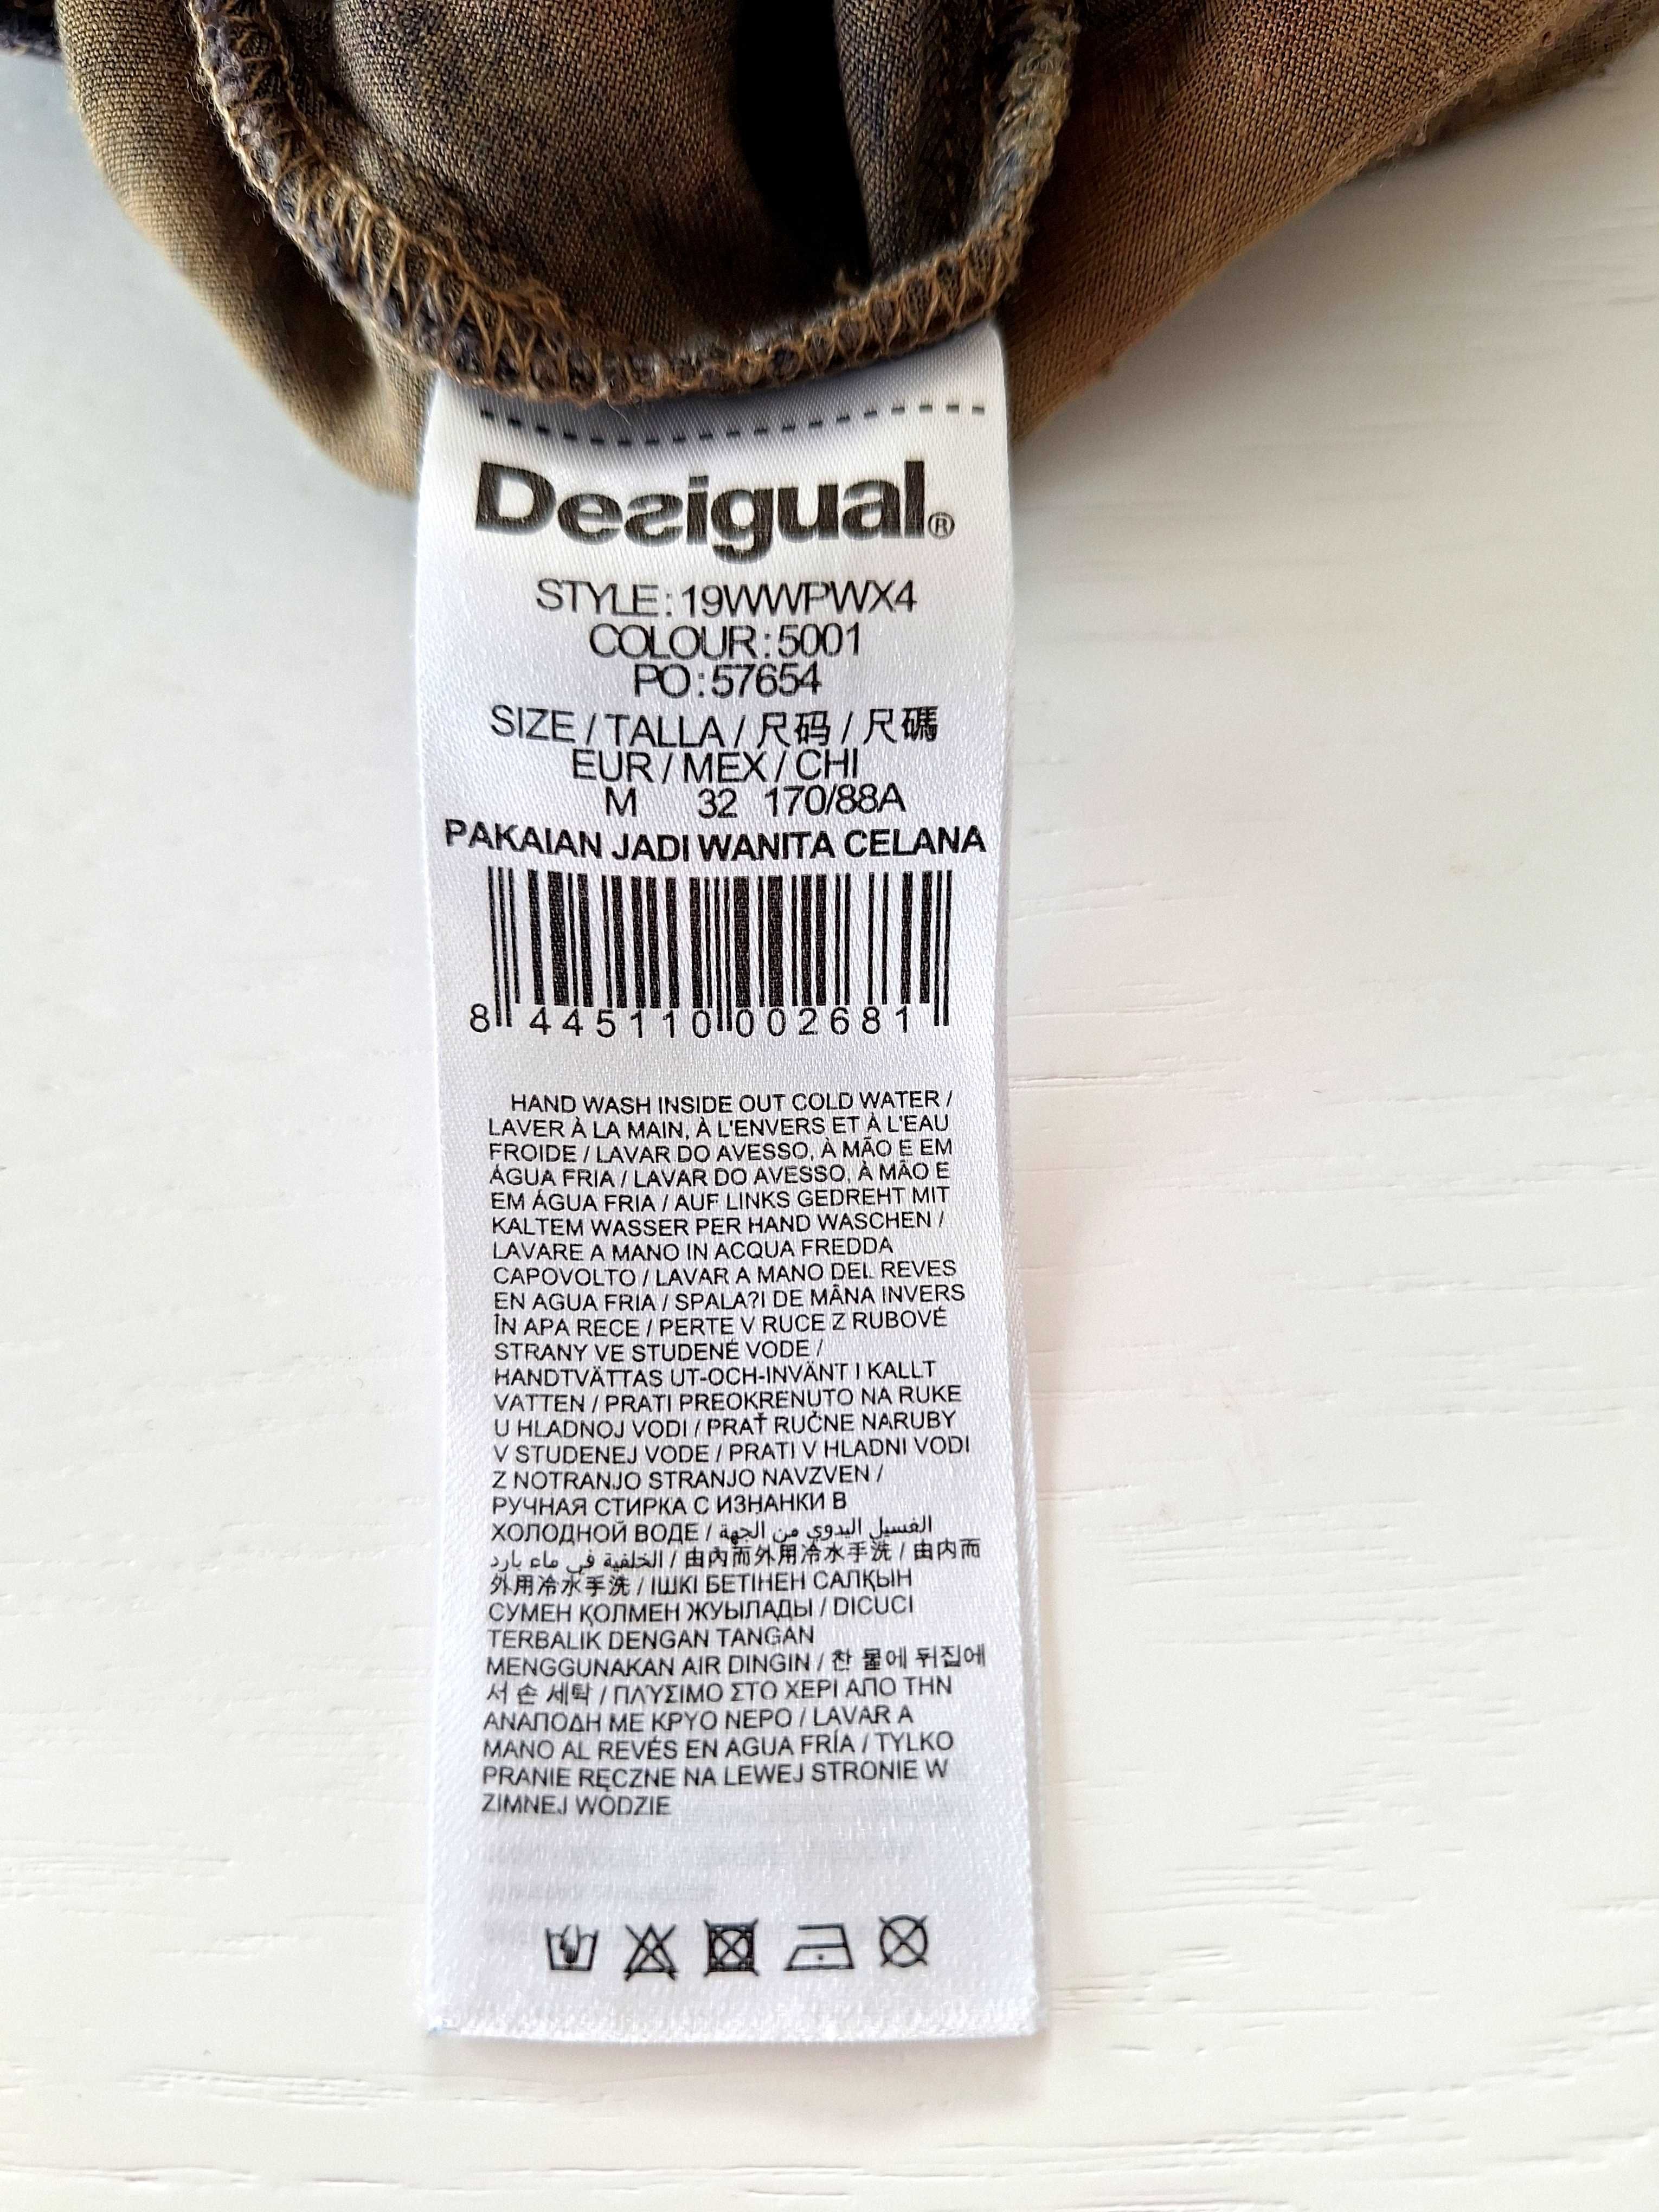 Desigual®
STYLE: 19WWPWX4
COLOUR: 5001
PO: 57654
SIZE / TALLA / 尺码 / 尺碼
EUR / MEX / CHI
M 32 170/88A
PAKAIAN JADI WANITA CELANA
8 445110 002681
HAND WASH INSIDE OUT COLD WATER /
LAVER À LA MAIN, À L'ENVERS ET À L'EAU
FROIDE / LAVAR DO AVESSO, À MÃO E EM
ÁGUA FRIA / LAVAR DO AVESSO, À MÃO E
EM ÁGUA FRIA / AUF LINKS GEDREHT MIT
KALTEM WASSER PER HAND WASCHEN /
LAVARE A MANO IN ACQUA FREDDA
CAPOVOLTO / LAVAR A MANO DEL REVES
EN AGUA FRIA / SPALA?I DE MÂNA INVERS
ÎN APA RECE / PERTE V RUCE Z RUBOVÉ
STRANY VE STUDENÉ VODE /
HANDTVÄTTAS UT-OCH-INVÄNT I KALLT
VATTEN / PRATI PREOKRENUTO NA RUKE
U HLADNOJ VODI / PRAŤ RUČNE NARUBY
V STUDENEJ VODE / PRATI V HLADNI VODI
Z NOTRANJO STRANJO NAVZVEN /
РУЧНАЯ СТИРКА С ИЗНАНКИ В
ХОЛОДНОЙ ВОДЕ / الغسيل اليدوي من الجهة
الخلفية في ماء بارد / 由內而外用冷水手洗 / 由内而
外用冷水手洗 / ІШКІ БЕТІНЕН САЛҚЫН
СУМЕН ҚОЛМЕН ЖУЫЛАДЫ / DICUCI
TERBALIK DENGAN TANGAN
MENGGUNAKAN AIR DINGIN / 찬 물에 뒤집에
서 손 세탁 / ΠΛΎΣΙΜΟ ΣΤΟ ΧΕΡΙ ΑΠΟ ΤΗΝ
ΑΝΑΠΟΔΗ ΜΕ ΚΡΥΟ ΝΕΡΟ / LAVAR A
MANO AL REVÉS EN AGUA FRÍA / TYLKO
PRANIE RĘCZNE NA LEWEJ STRONIE W
ZIMNEJ WODZIE